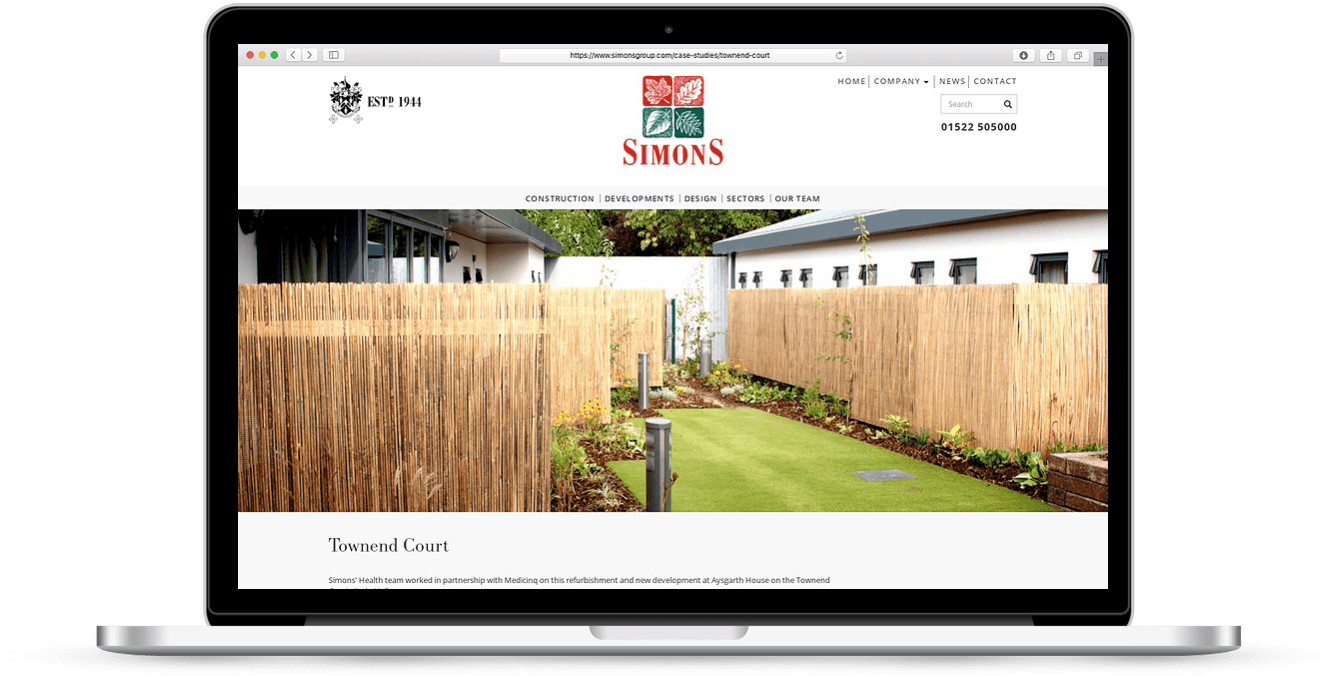 https://www.simonsgroup.com/case-studies/townend-court
ESTD 1944
SIMONS
HOME
COMPANY
NEWS
CONTACT
Search
01522 505000
CONSTRUCTION
DEVELOPMENTS
DESIGN
SECTORS
OUR TEAM
Townend Court
Simons' Health team worked in partnership with Medicinq on this refurbishment and new development at Aysgarth House on the Townend